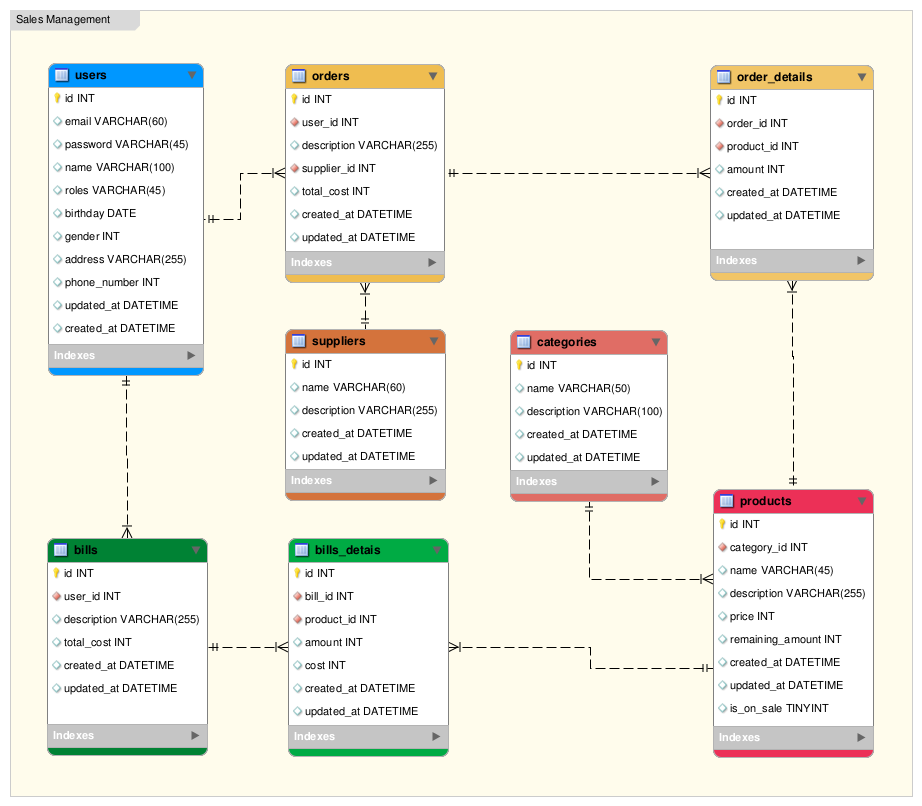 Sales Management
users
id INT
email VARCHAR(60)
password VARCHAR(45)
name VARCHAR(100)
roles VARCHAR(45)
birthday DATE
gender INT
address VARCHAR(255)
phone_number INT
updated_at DATETIME
created_at DATETIME
Indexes
orders
id INT
user_id INT
description VARCHAR(255)
supplier_id INT
total_cost INT
created_at DATETIME
updated_at DATETIME
Indexes
order_details
id INT
order_id INT
product_id INT
amount INT
created_at DATETIME
updated_at DATETIME
Indexes
suppliers
id INT
name VARCHAR(60)
description VARCHAR(255)
created_at DATETIME
updated_at DATETIME
Indexes
categories
id INT
name VARCHAR(50)
description VARCHAR(100)
created_at DATETIME
updated_at DATETIME
Indexes
bills
id INT
user_id INT
description VARCHAR(255)
total_cost INT
created_at DATETIME
updated_at DATETIME
Indexes
bills_detais
id INT
bill_id INT
product_id INT
amount INT
cost INT
created_at DATETIME
updated_at DATETIME
Indexes
products
id INT
category_id INT
name VARCHAR(45)
description VARCHAR(255)
price INT
remaining_amount INT
created_at DATETIME
updated_at DATETIME
is_on_sale TINYINT
Indexes